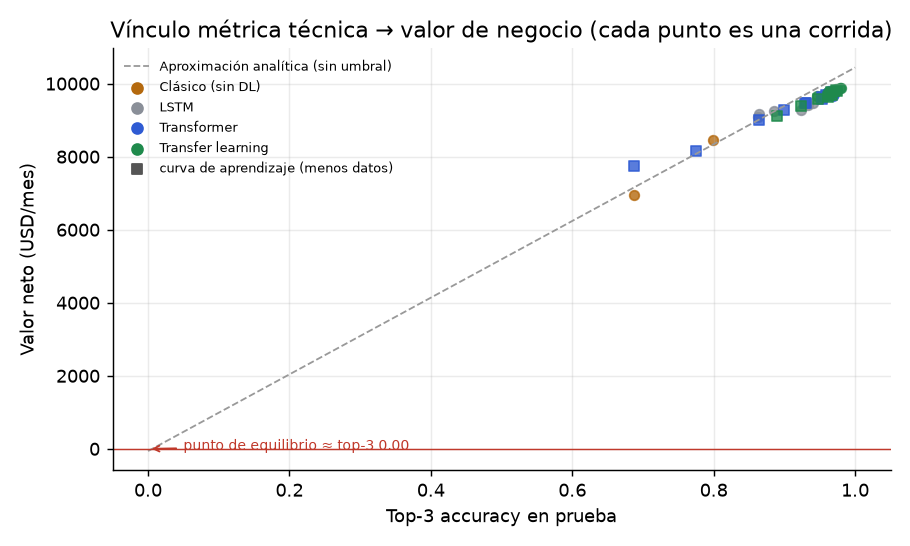 Vínculo métrica técnica → valor de negocio (cada punto es una corrida)
Aproximación analítica (sin umbral)
Clásico (sin DL)
LSTM
Transformer
Transfer learning
curva de aprendizaje (menos datos)
Valor neto (USD/mes)
10000
8000
6000
4000
2000
0
punto de equilibrio ≈ top-3 0.00
0.0 0.2 0.4 0.6 0.8 1.0
Top-3 accuracy en prueba